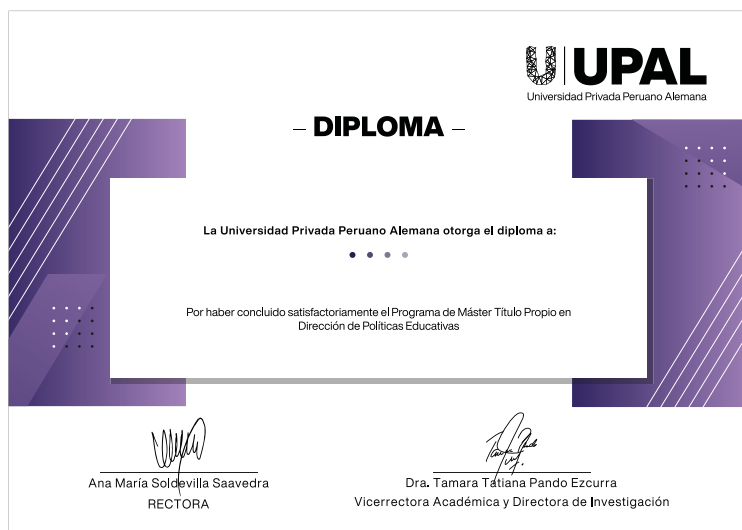 UPAL
Universidad Privada Peruano Alemana
– DIPLOMA –
La Universidad Privada Peruano Alemana otorga el diploma a:
Por haber concluido satisfactoriamente el Programa de Máster Título Propio en
Dirección de Políticas Educativas
Ana María Soldevilla Saavedra
RECTORA
Dra. Tamara Tatiana Pando Ezcurra
Vicerrectora Académica y Directora de Investigación